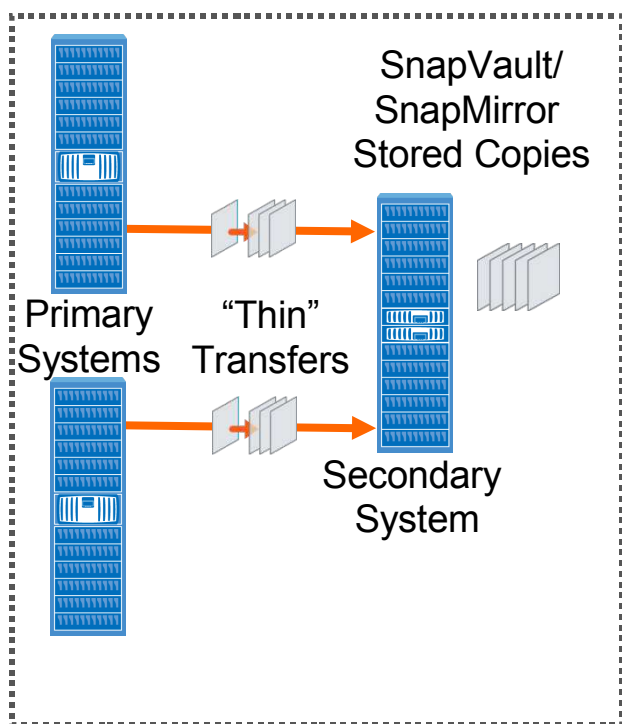 SnapVault/
SnapMirror
Stored Copies
Primary
Systems
“Thin”
Transfers
Secondary
System